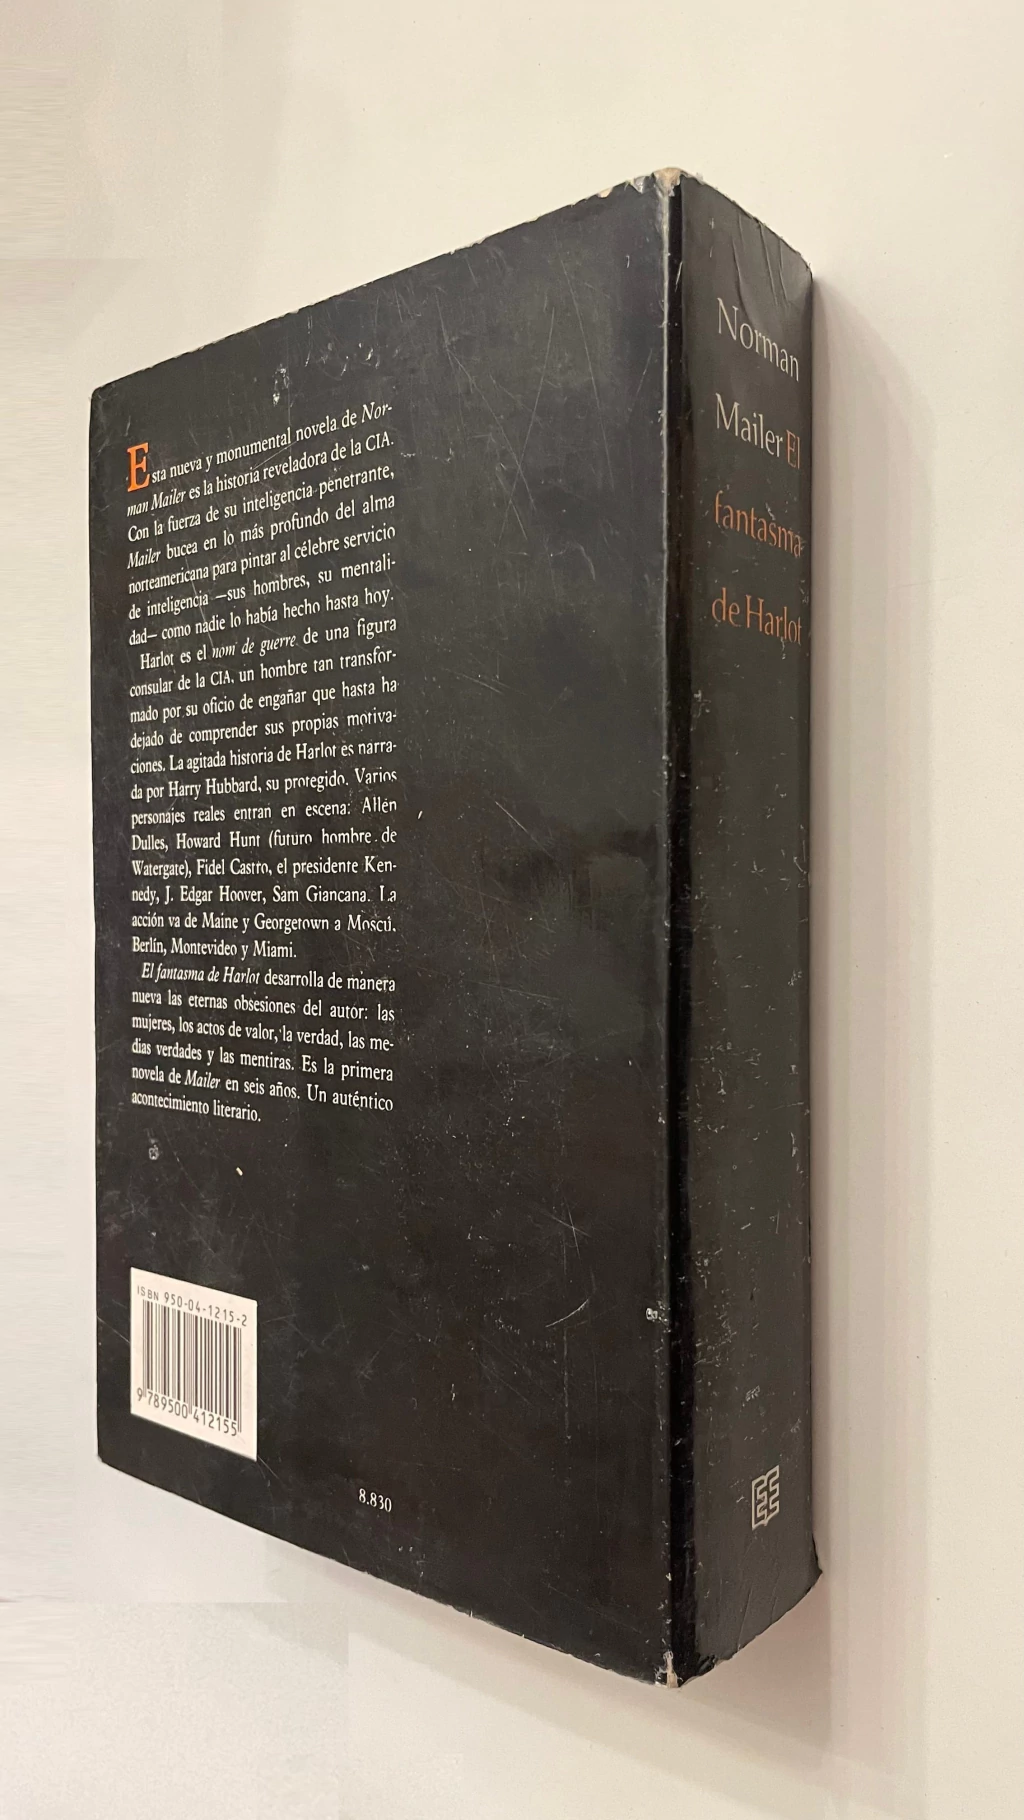 Esta nueva y monumental novela de Nor-
man Mailer es la historia reveladora de la CIA.
Con la fuerza de su inteligencia penetrante,
Mailer bucea en lo más profundo del alma
norteamericana para pintar al célebre servicio
de inteligencia —sus hombres, su mentali-
dad— como nadie lo había hecho hasta hoy.
Harlot es el nom de guerre de una figura
consular de la CIA, un hombre tan transfor-
mado por su oficio de engañar que hasta ha
dejado de comprender sus propias motiva-
ciones. La agitada historia de Harlot es narra-
da por Harry Hubbard, su protegido. Varios
personajes reales entran en escena: Allen
Dulles, Howard Hunt (futuro hombre de
Watergate), Fidel Castro, el presidente Ken-
nedy, J. Edgar Hoover, Sam Giancana. La
acción va de Maine y Georgetown a Moscú,
Berlín, Montevideo y Miami.
El fantasma de Harlot desarrolla de manera
nueva las eternas obsesiones del autor: las
mujeres, los actos de valor, la verdad, las me-
dias verdades y las mentiras. Es la primera
novela de Mailer en seis años. Un auténtico
acontecimiento literario.
ISBN 950-04-1215-2
9 789500 412155
8.830
Norman
Mailer El
fantasma
de Harlot